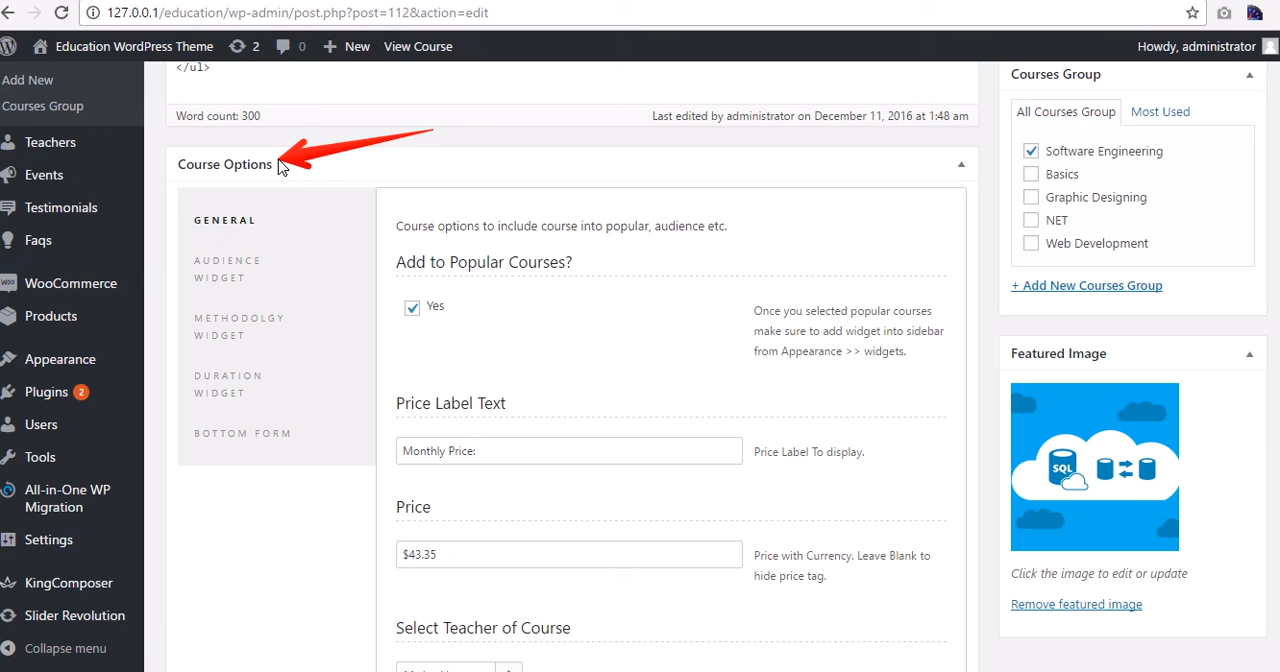 127.0.0.1/education/wp-admin/post.php?post=112&action=edit
Education WordPress Theme
2
0
New
View Course
Howdy, administrator
Add New
Courses Group
Teachers
Events
Testimonials
Faqs
WooCommerce
Products
Appearance
Plugins 2
Users
Tools
All-in-One WP
Migration
Settings
KingComposer
Slider Revolution
Collapse menu
</ul>
Word count: 300
Last edited by administrator on December 11, 2016 at 1:48 am
Course Options
GENERAL
AUDIENCE
WIDGET
METHODOLGY
WIDGET
DURATION
WIDGET
BOTTOM FORM
Course options to include course into popular, audience etc.
Add to Popular Courses?
Yes
Once you selected popular courses
make sure to add widget into sidebar
from Appearance >> widgets.
Price Label Text
Monthly Price:
Price Label To display.
Price
$43.35
Price with Currency. Leave Blank to
hide price tag.
Select Teacher of Course
Courses Group
All Courses Group
Most Used
Software Engineering
Basics
Graphic Designing
NET
Web Development
+ Add New Courses Group
Featured Image
SQL
Click the image to edit or update
Remove featured image